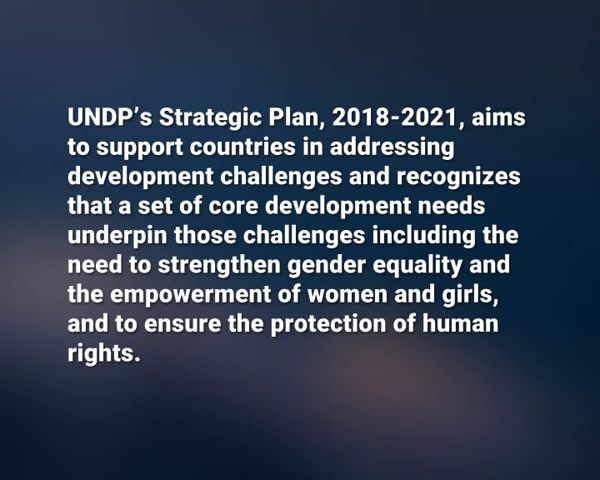 UNDP’s Strategic Plan, 2018-2021, aims
to support countries in addressing
development challenges and recognizes
that a set of core development needs
underpin those challenges including the
need to strengthen gender equality and
the empowerment of women and girls,
and to ensure the protection of human
rights.